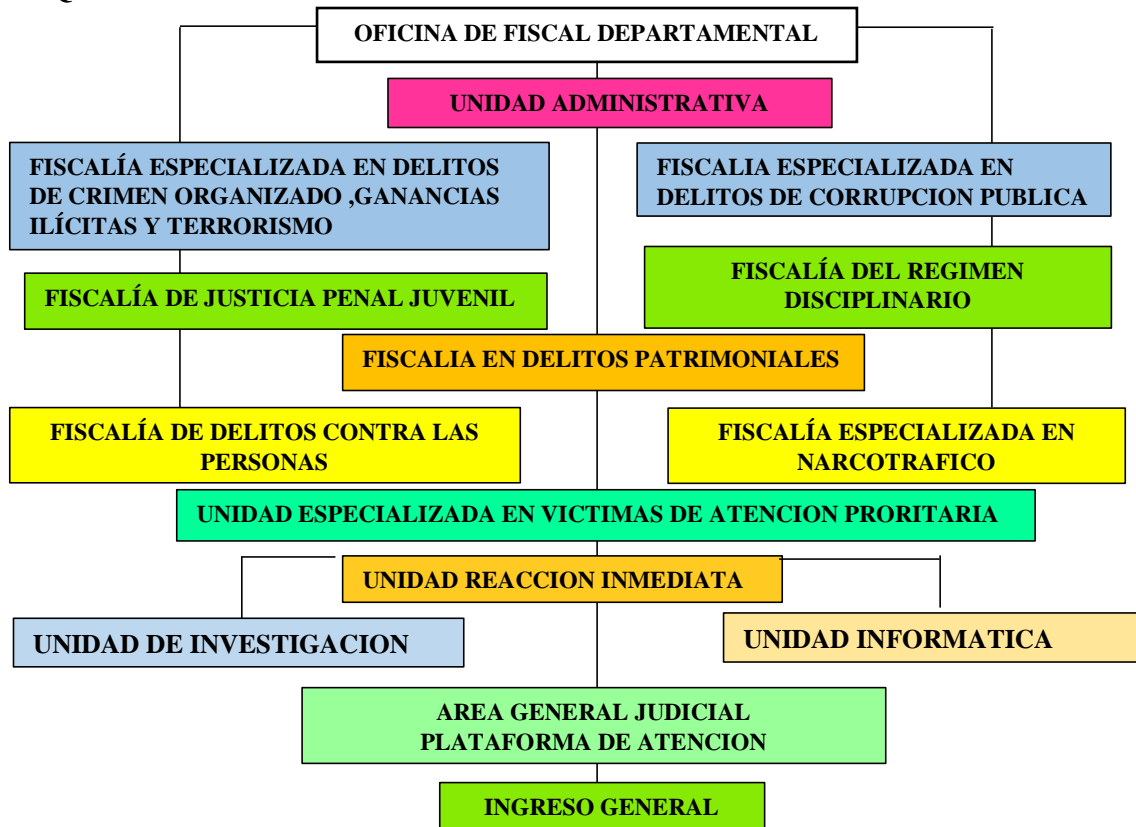 OFICINA DE FISCAL DEPARTAMENTAL
UNIDAD ADMINISTRATIVA
FISCALÍA ESPECIALIZADA EN DELITOS
DE CRIMEN ORGANIZADO ,GANANCIAS
ILÍCITAS Y TERRORISMO
FISCALIA ESPECIALIZADA EN
DELITOS DE CORRUPCION PUBLICA
FISCALÍA DE JUSTICIA PENAL JUVENIL
FISCALÍA DEL REGIMEN
DISCIPLINARIO
FISCALIA EN DELITOS PATRIMONIALES
FISCALÍA DE DELITOS CONTRA LAS
PERSONAS
FISCALÍA ESPECIALIZADA EN
NARCOTRAFICO
UNIDAD ESPECIALIZADA EN VICTIMAS DE ATENCION PRORITARIA
UNIDAD REACCION INMEDIATA
UNIDAD DE INVESTIGACION
UNIDAD INFORMATICA
AREA GENERAL JUDICIAL
PLATAFORMA DE ATENCION
INGRESO GENERAL